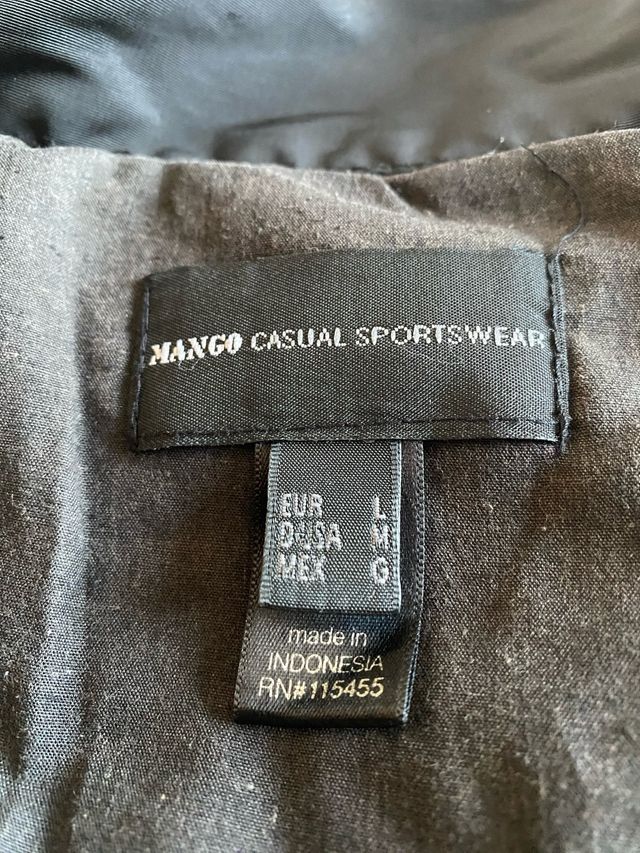 MANGO CASUAL SPORTSWEAR
EUR L
USA M
MEX G
made in
INDONESIA
RN#115455